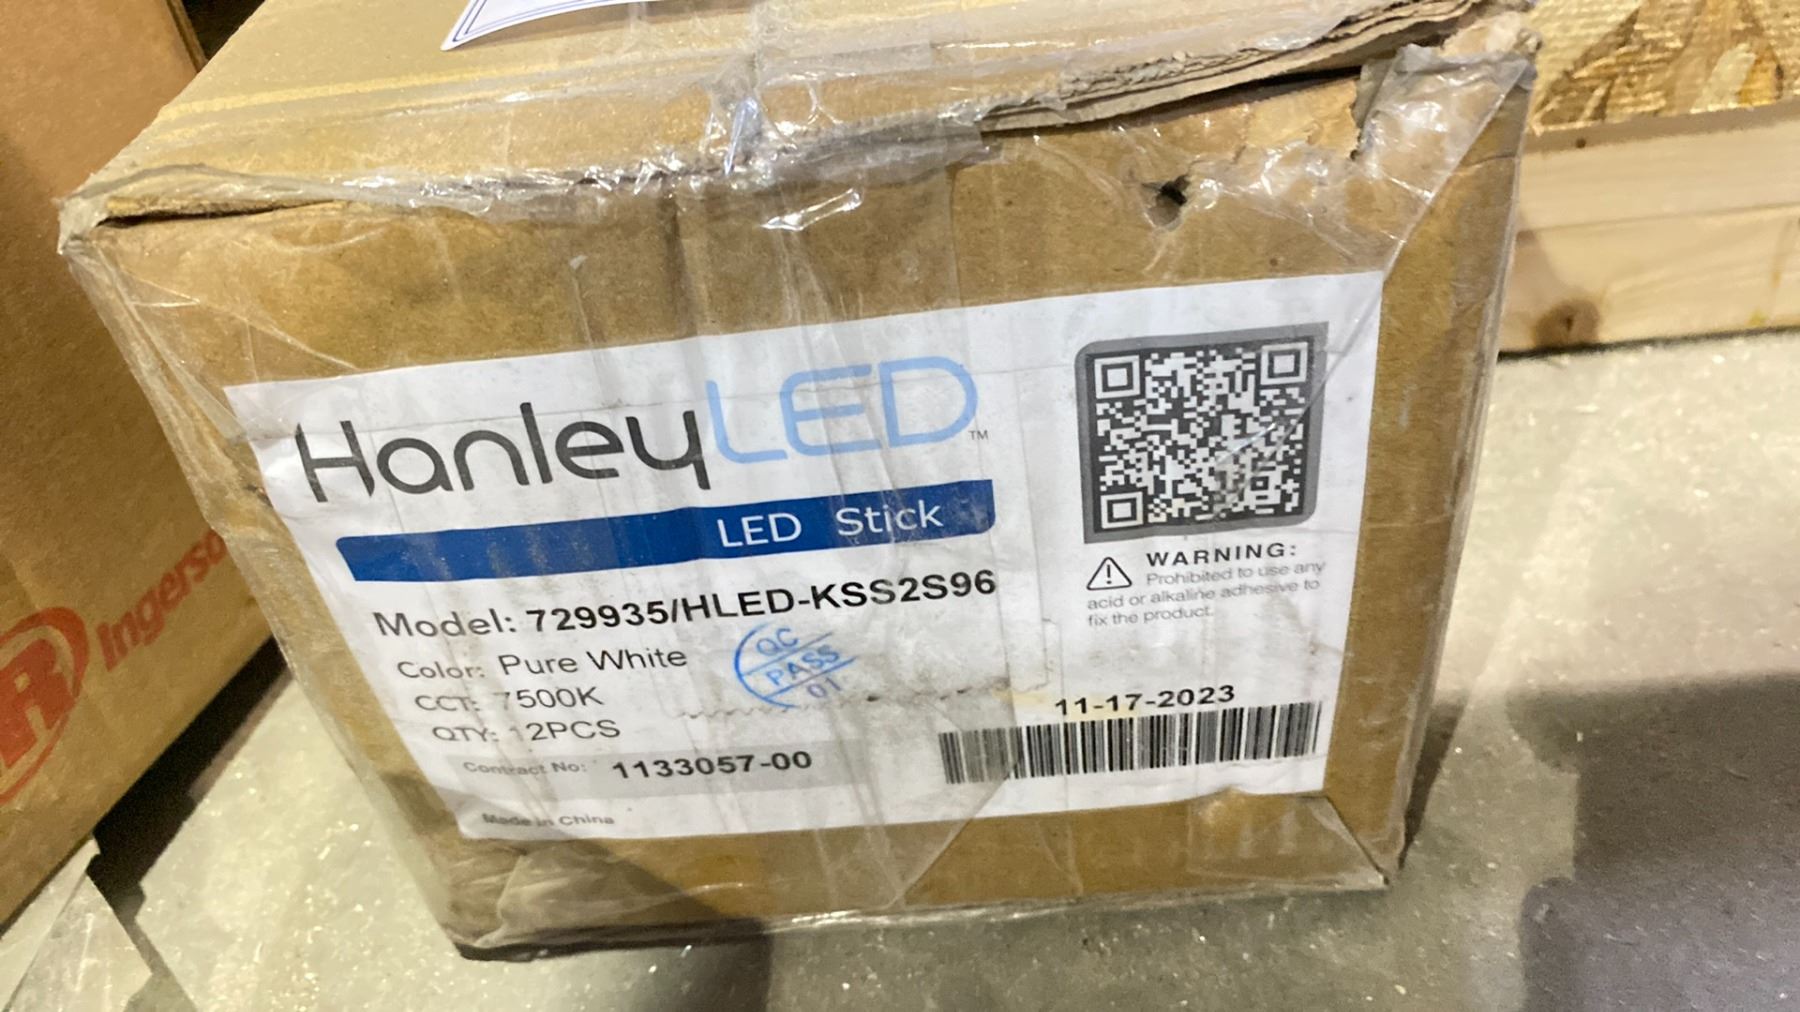 HanleyLED™
LED Stick
Model: 729935/HLED-KSS2S96
Color: Pure White
CCT: 7500K
QTY: 12PCS
Contract No: 1133057-00
Made in China
QC
PASS
01
WARNING:
Prohibited to use any
acid or alkaline adhesive to
fix the product.
11-17-2023
IR